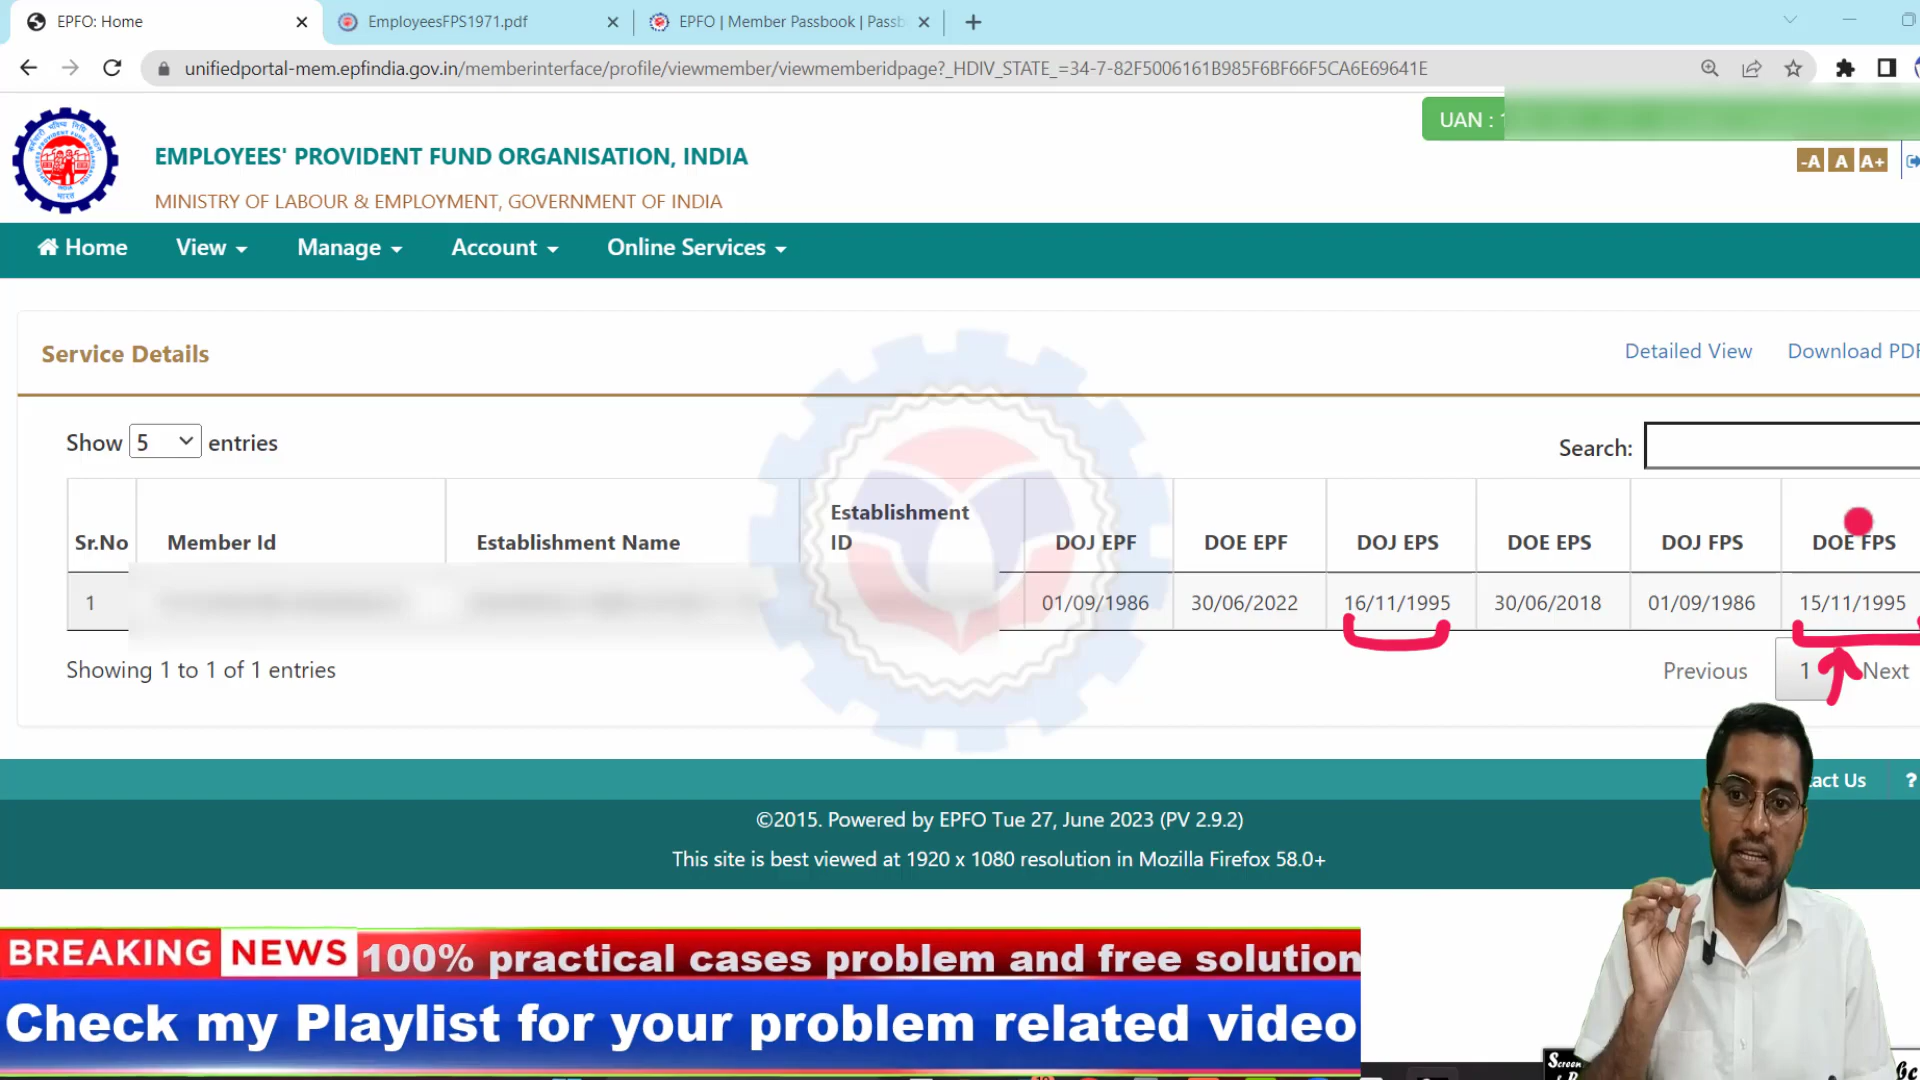 EPFO: Home
EmployeesFPS1971.pdf
EPFO | Member Passbook | Passb
unifiedportal-mem.epfindia.gov.in/memberinterface/profile/viewmember/viewmemberidpage?_HDIV_STATE_=34-7-82F5006161B985F6BF66F5CA6E69641E
UAN :
EMPLOYEES' PROVIDENT FUND ORGANISATION, INDIA
-A A A+
MINISTRY OF LABOUR & EMPLOYMENT, GOVERNMENT OF INDIA
Home View Manage Account Online Services
Service Details
Detailed View Download PDF
Show 5 entries
Search:
Sr.No Member Id Establishment Name Establishment ID DOJ EPF DOE EPF DOJ EPS DOE EPS DOJ FPS DOE FPS
1 01/09/1986 30/06/2022 16/11/1995 30/06/2018 01/09/1986 15/11/1995
Showing 1 to 1 of 1 entries
Previous 1 Next
tact Us ?
©2015. Powered by EPFO Tue 27, June 2023 (PV 2.9.2)
This site is best viewed at 1920 x 1080 resolution in Mozilla Firefox 58.0+
BREAKING NEWS 100% practical cases problem and free solution
Check my Playlist for your problem related video
Screen